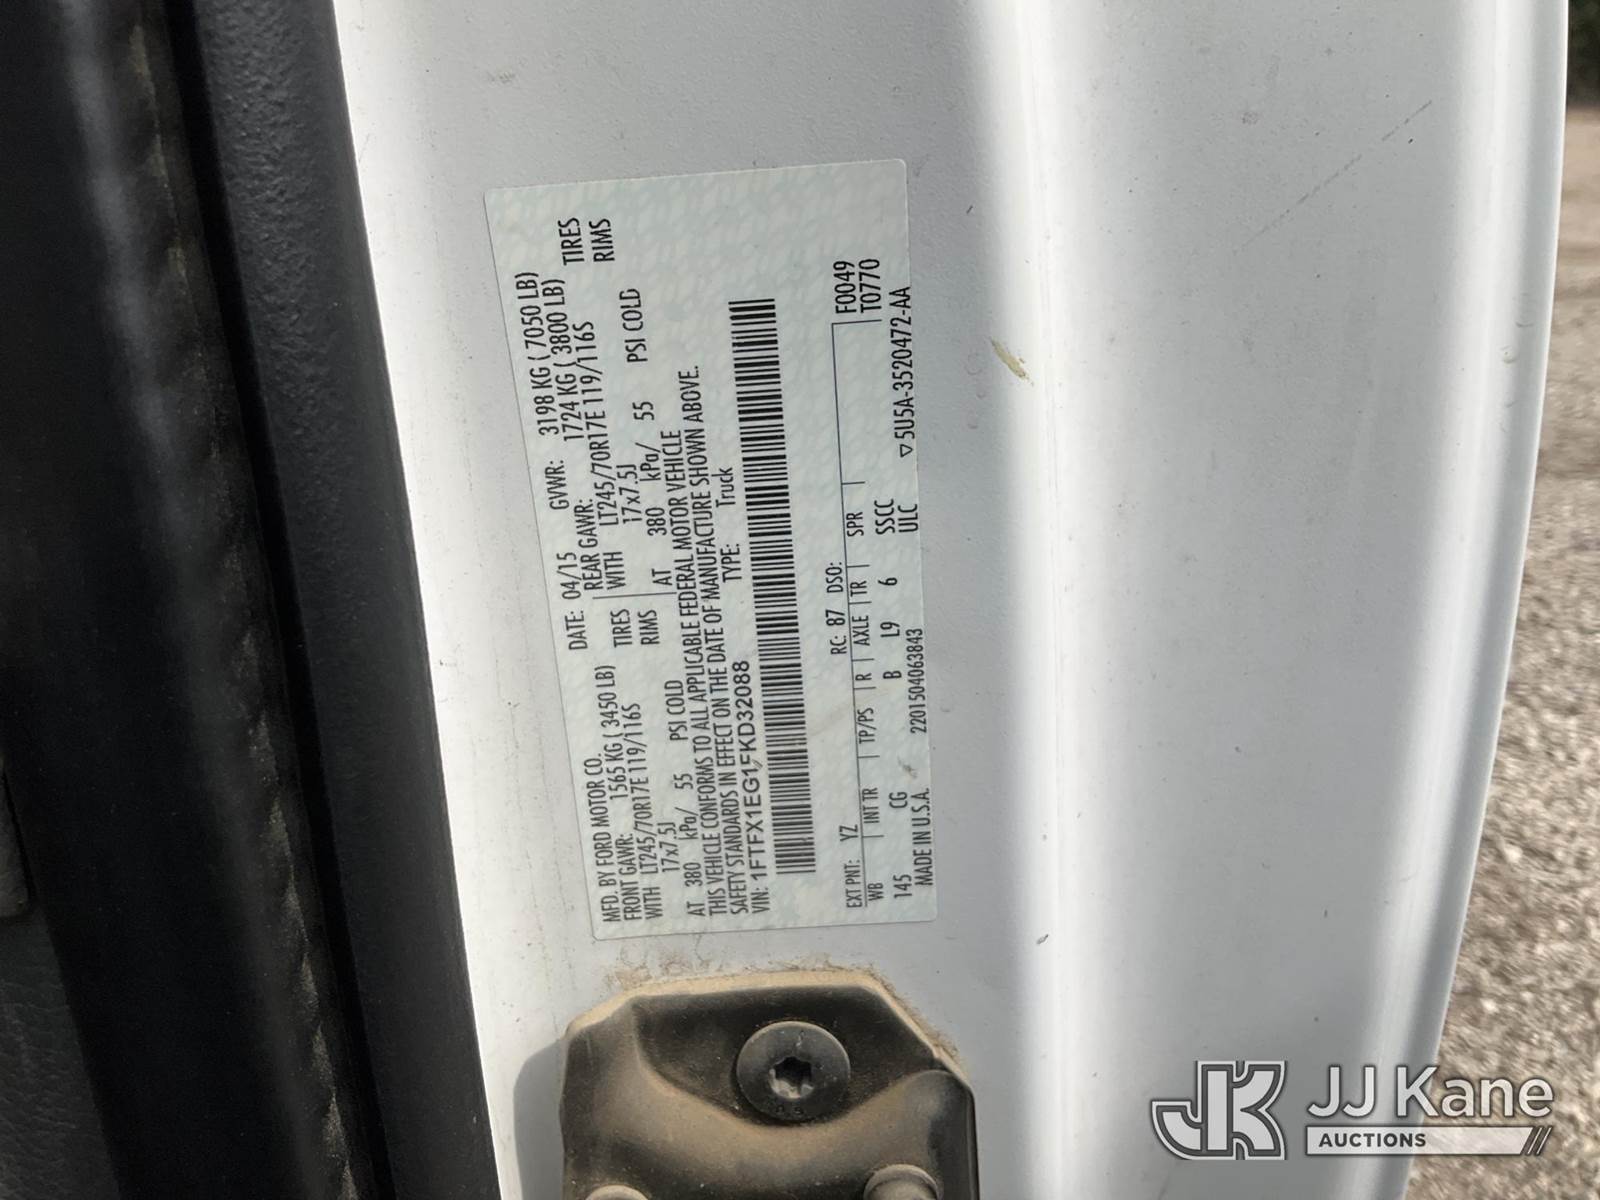 MFD. BY FORD MOTOR CO.
DATE: 04/15 GVWR: 3198 KG ( 7050 LB)
FRONT GAWR: 1565 KG ( 3450 LB) REAR GAWR: 1724 KG ( 3800 LB)
WITH LT245/70R17E 119/116S TIRES WITH LT245/70R17E 119/116S TIRES
17x7.5J RIMS 17x7.5J RIMS
AT 380 kPa/ 55 PSI COLD AT 380 kPa/ 55 PSI COLD
THIS VEHICLE CONFORMS TO ALL APPLICABLE FEDERAL MOTOR VEHICLE
SAFETY STANDARDS IN EFFECT ON THE DATE OF MANUFACTURE SHOWN ABOVE.
VIN: 1FTFX1EG1FKD32088 TYPE: Truck
EXT PNT: YZ RC: 87 DSO: F0049
WB INT TR TP/PS R AXLE TR SPR T0770
145 CG B L9 6 SSCC
MADE IN U.S.A. 2201504063843 ULC ▽5U5A-3520472-AA
JK
JJ Kane
AUCTIONS